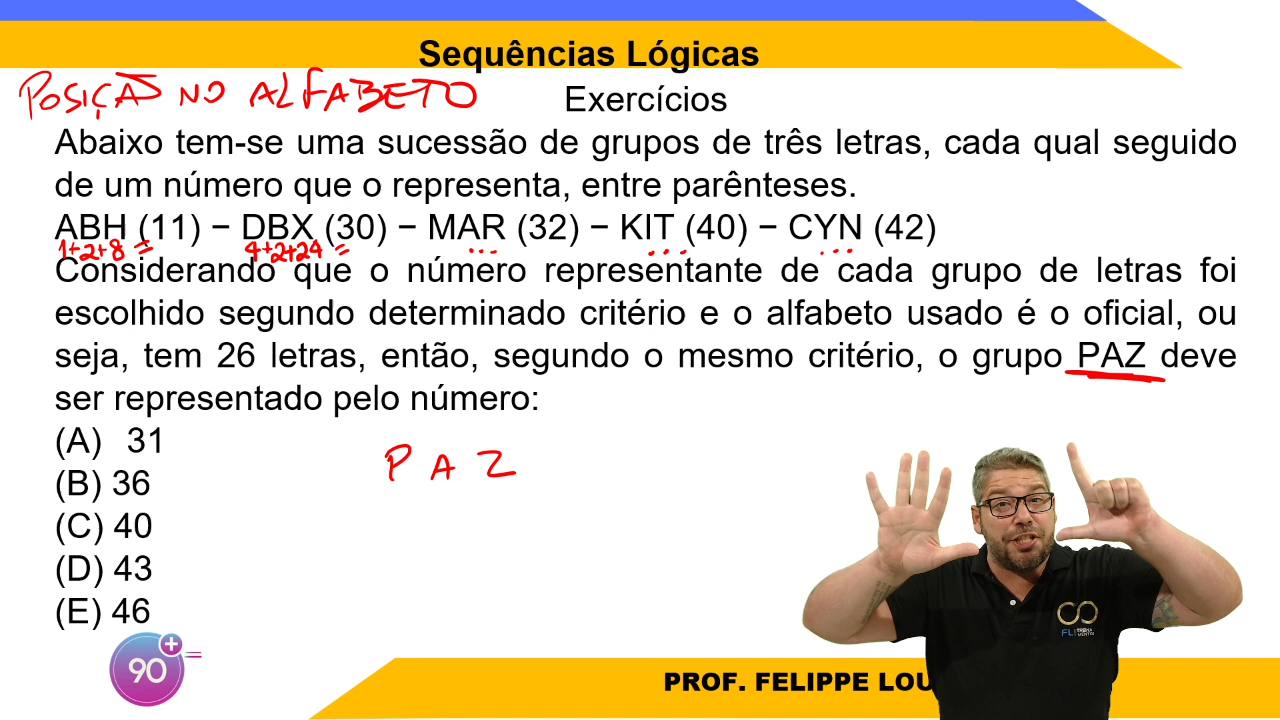 Sequências Lógicas
POSIÇÃO NO ALFABETO
Exercícios
Abaixo tem-se uma sucessão de grupos de três letras, cada qual seguido
de um número que o representa, entre parênteses.
ABH (11) − DBX (30) − MAR (32) − KIT (40) − CYN (42)
1+2+8 = 4+2+24 = ... ... ...
Considerando que o número representante de cada grupo de letras foi
escolhido segundo determinado critério e o alfabeto usado é o oficial, ou
seja, tem 26 letras, então, segundo o mesmo critério, o grupo PAZ deve
ser representado pelo número:
(A) 31
(B) 36
(C) 40
(D) 43
(E) 46
P A Z
FL TREINAMENTOS
90+
PROF. FELIPPE LOU